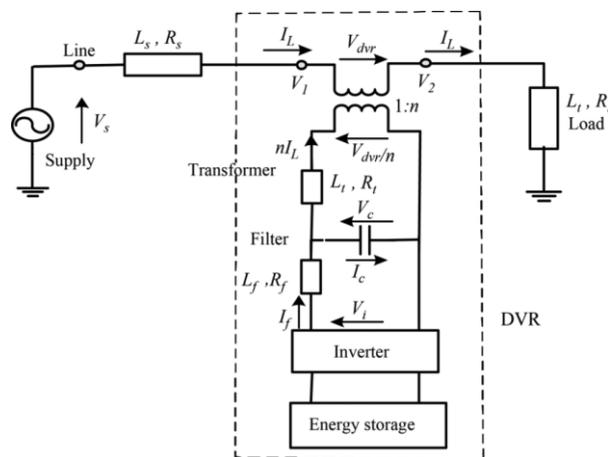 L_s , R_s
I_L
V_dvr
I_L
Line
V_1
V_2
1:n
V_s
L_t , R
Load
Supply
nI_L
V_dvr/n
Transformer
L_t , R_t
V_c
Filter
L_f ,R_f
I_c
I_f
V_i
DVR
Inverter
Energy storage